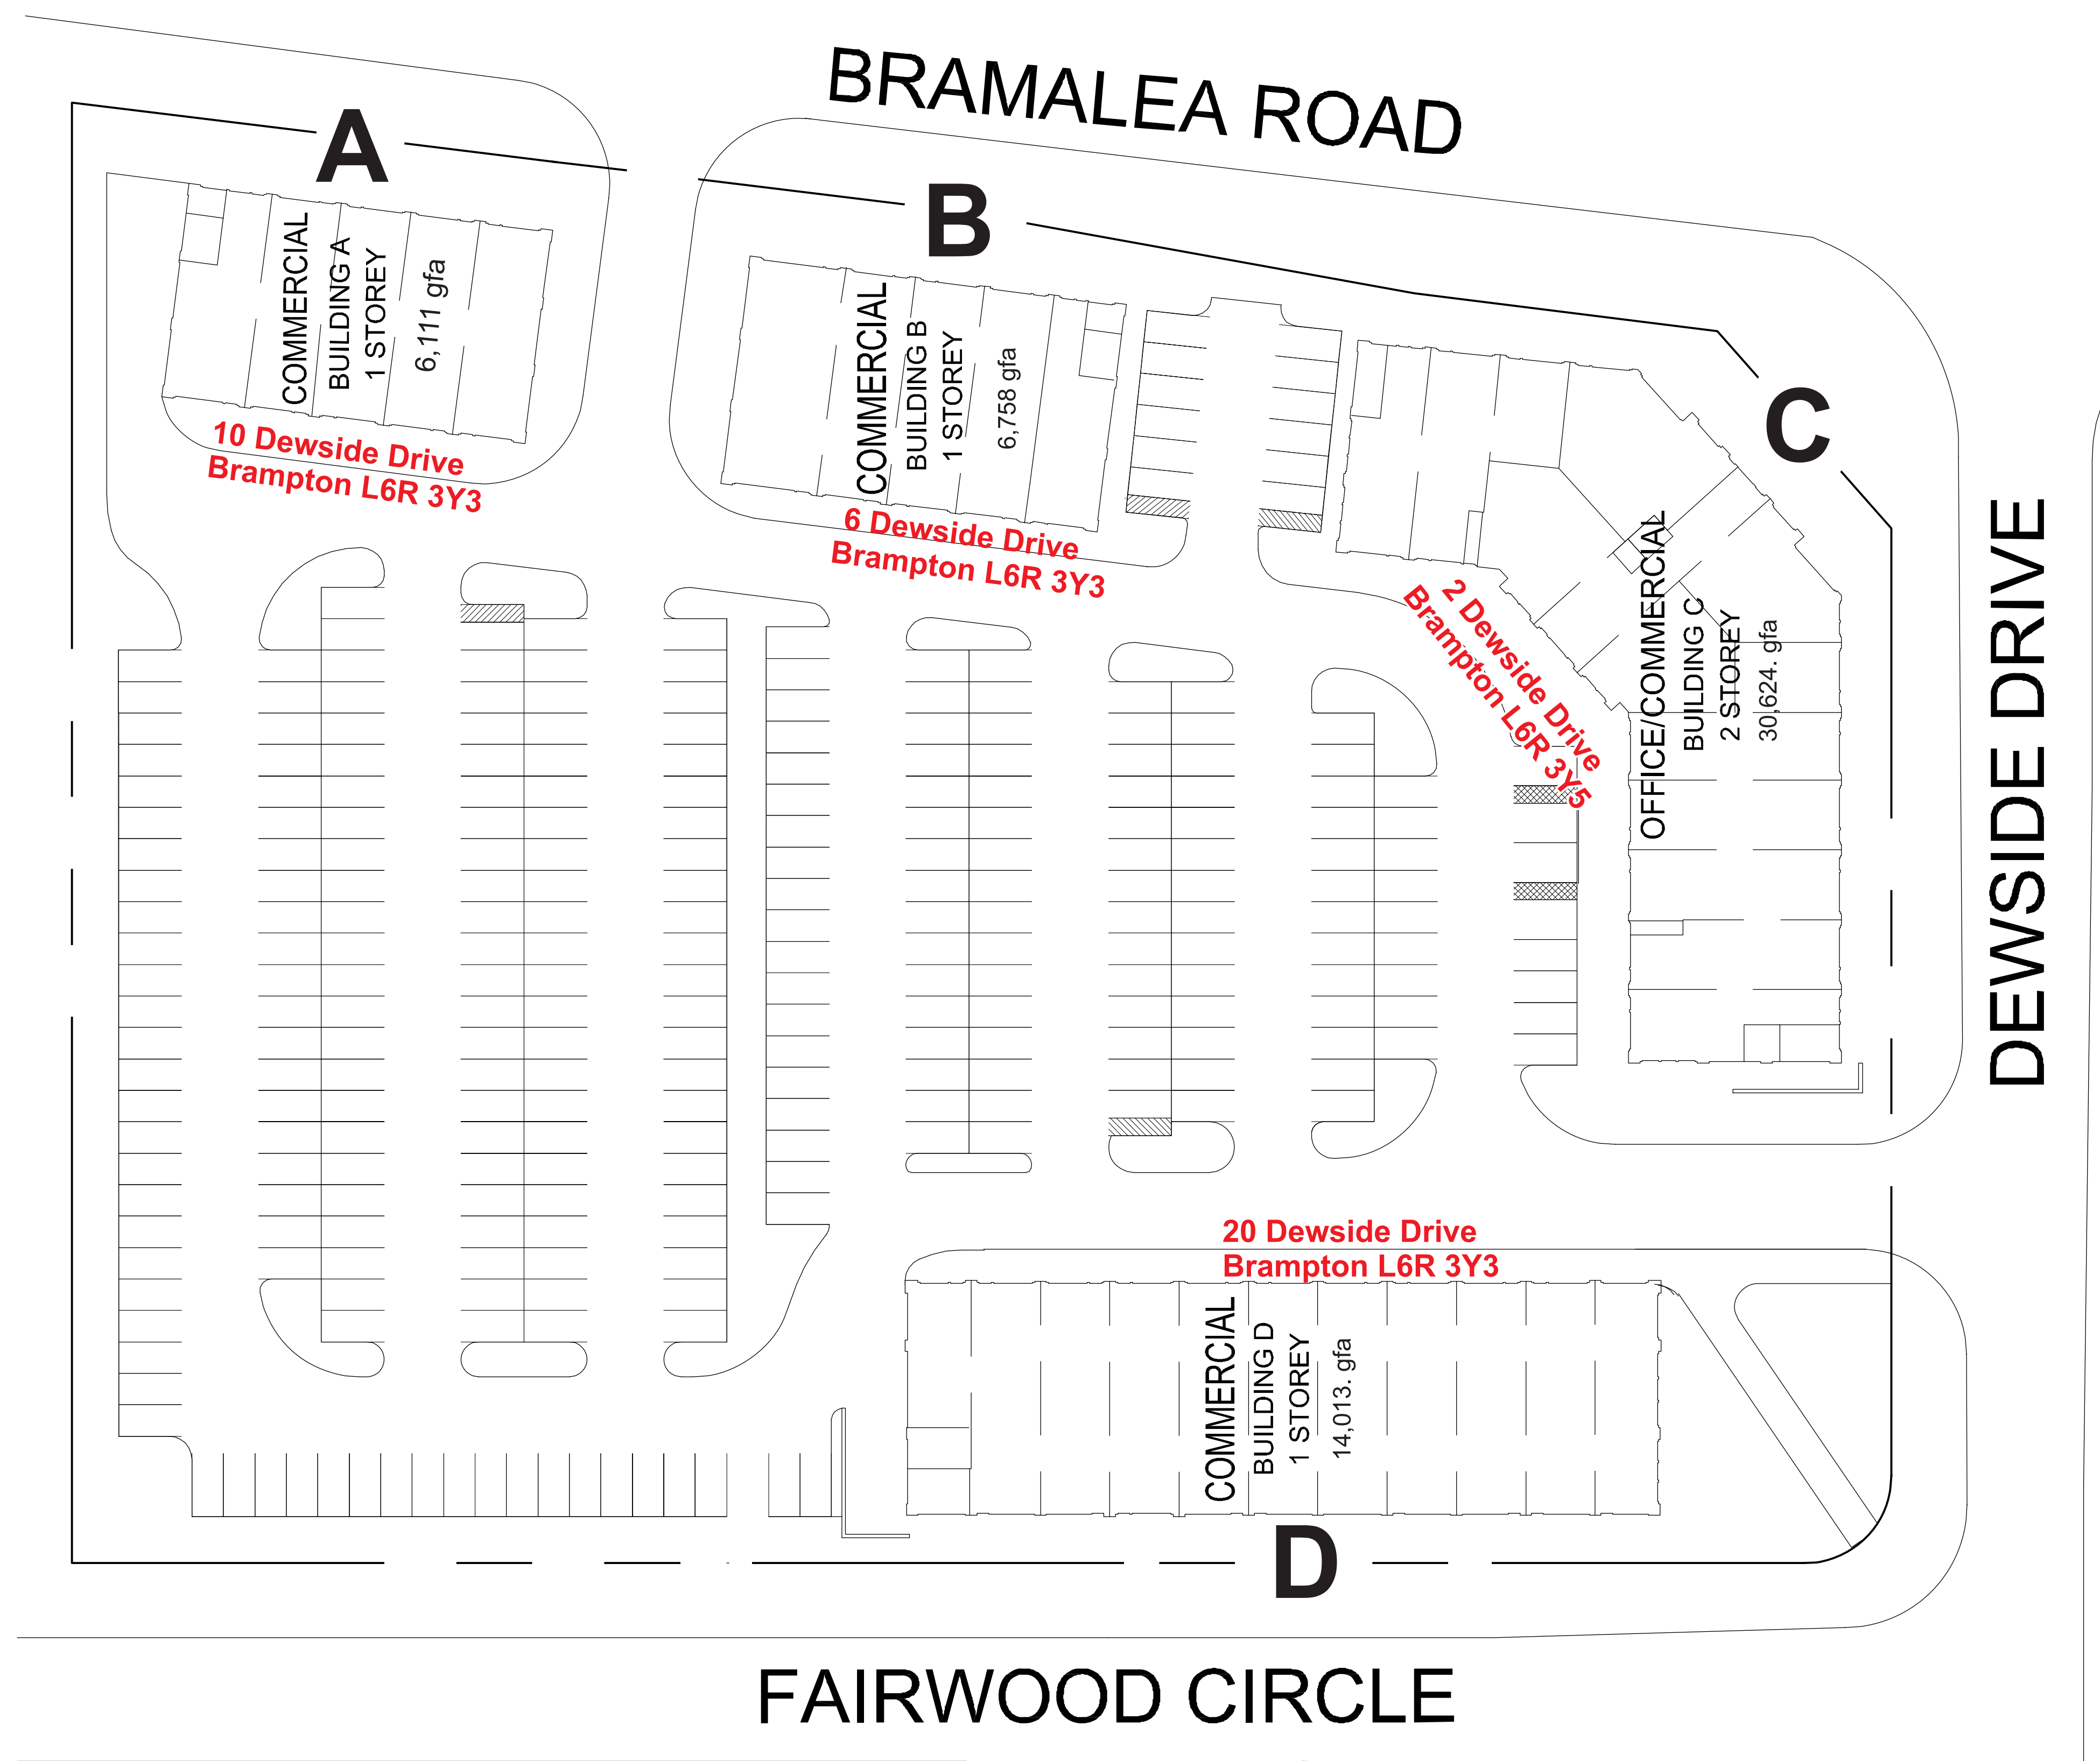 BRAMALEA ROAD
A
COMMERCIAL
BUILDING A
1 STOREY
6,111 gfa
10 Dewside Drive
Brampton L6R 3Y3
B
COMMERCIAL
BUILDING B
1 STOREY
6,758 gfa
6 Dewside Drive
Brampton L6R 3Y3
C
OFFICE/COMMERCIAL
BUILDING C
2 STOREY
30,624. gfa
2 Dewside Drive
Brampton L6R 3Y5
DEWSIDE DRIVE
20 Dewside Drive
Brampton L6R 3Y3
COMMERCIAL
BUILDING D
1 STOREY
14,013. gfa
D
FAIRWOOD CIRCLE